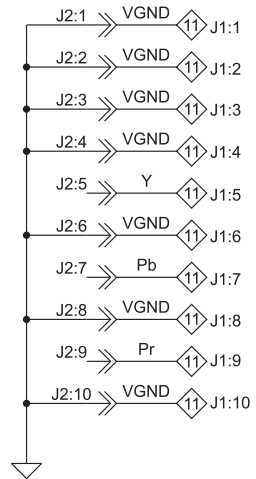 J2:1 VGND 11 J1:1
J2:2 VGND 11 J1:2
J2:3 VGND 11 J1:3
J2:4 VGND 11 J1:4
J2:5 Y 11 J1:5
J2:6 VGND 11 J1:6
J2:7 Pb 11 J1:7
J2:8 VGND 11 J1:8
J2:9 Pr 11 J1:9
J2:10 VGND 11 J1:10